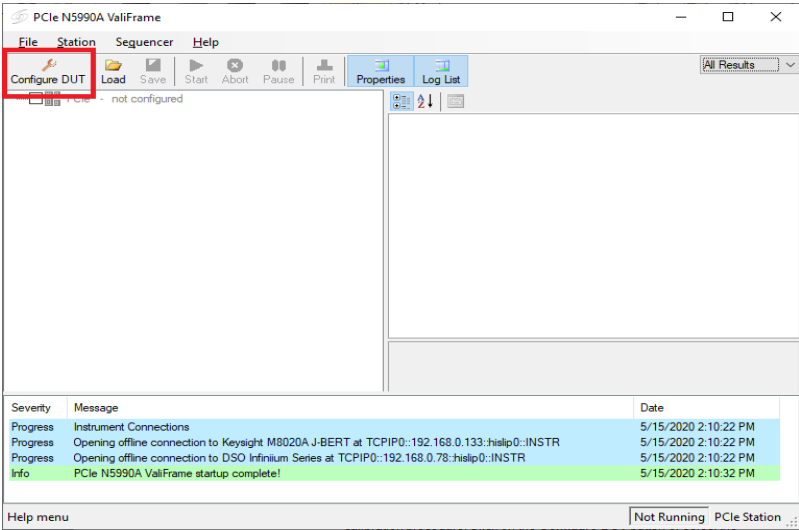 PCIe N5990A ValiFrame
File Station Sequencer Help
Configure DUT Load Save Start Abort Pause Print Properties Log List All Results
PCIe - not configured
Severity Message Date
Progress Instrument Connections 5/15/2020 2:10:22 PM
Progress Opening offline connection to Keysight M8020A J-BERT at TCPIP0::192.168.0.133::hislip0::INSTR 5/15/2020 2:10:22 PM
Progress Opening offline connection to DSO Infiniium Series at TCPIP0::192.168.0.78::hislip0::INSTR 5/15/2020 2:10:22 PM
Info PCIe N5990A ValiFrame startup complete! 5/15/2020 2:10:32 PM
Help menu Not Running PCIe Station